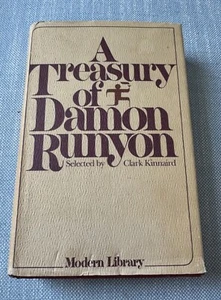 A
Treasury
of
Damon
Runyon
Selected by Clark Kinnaird
Modern Library